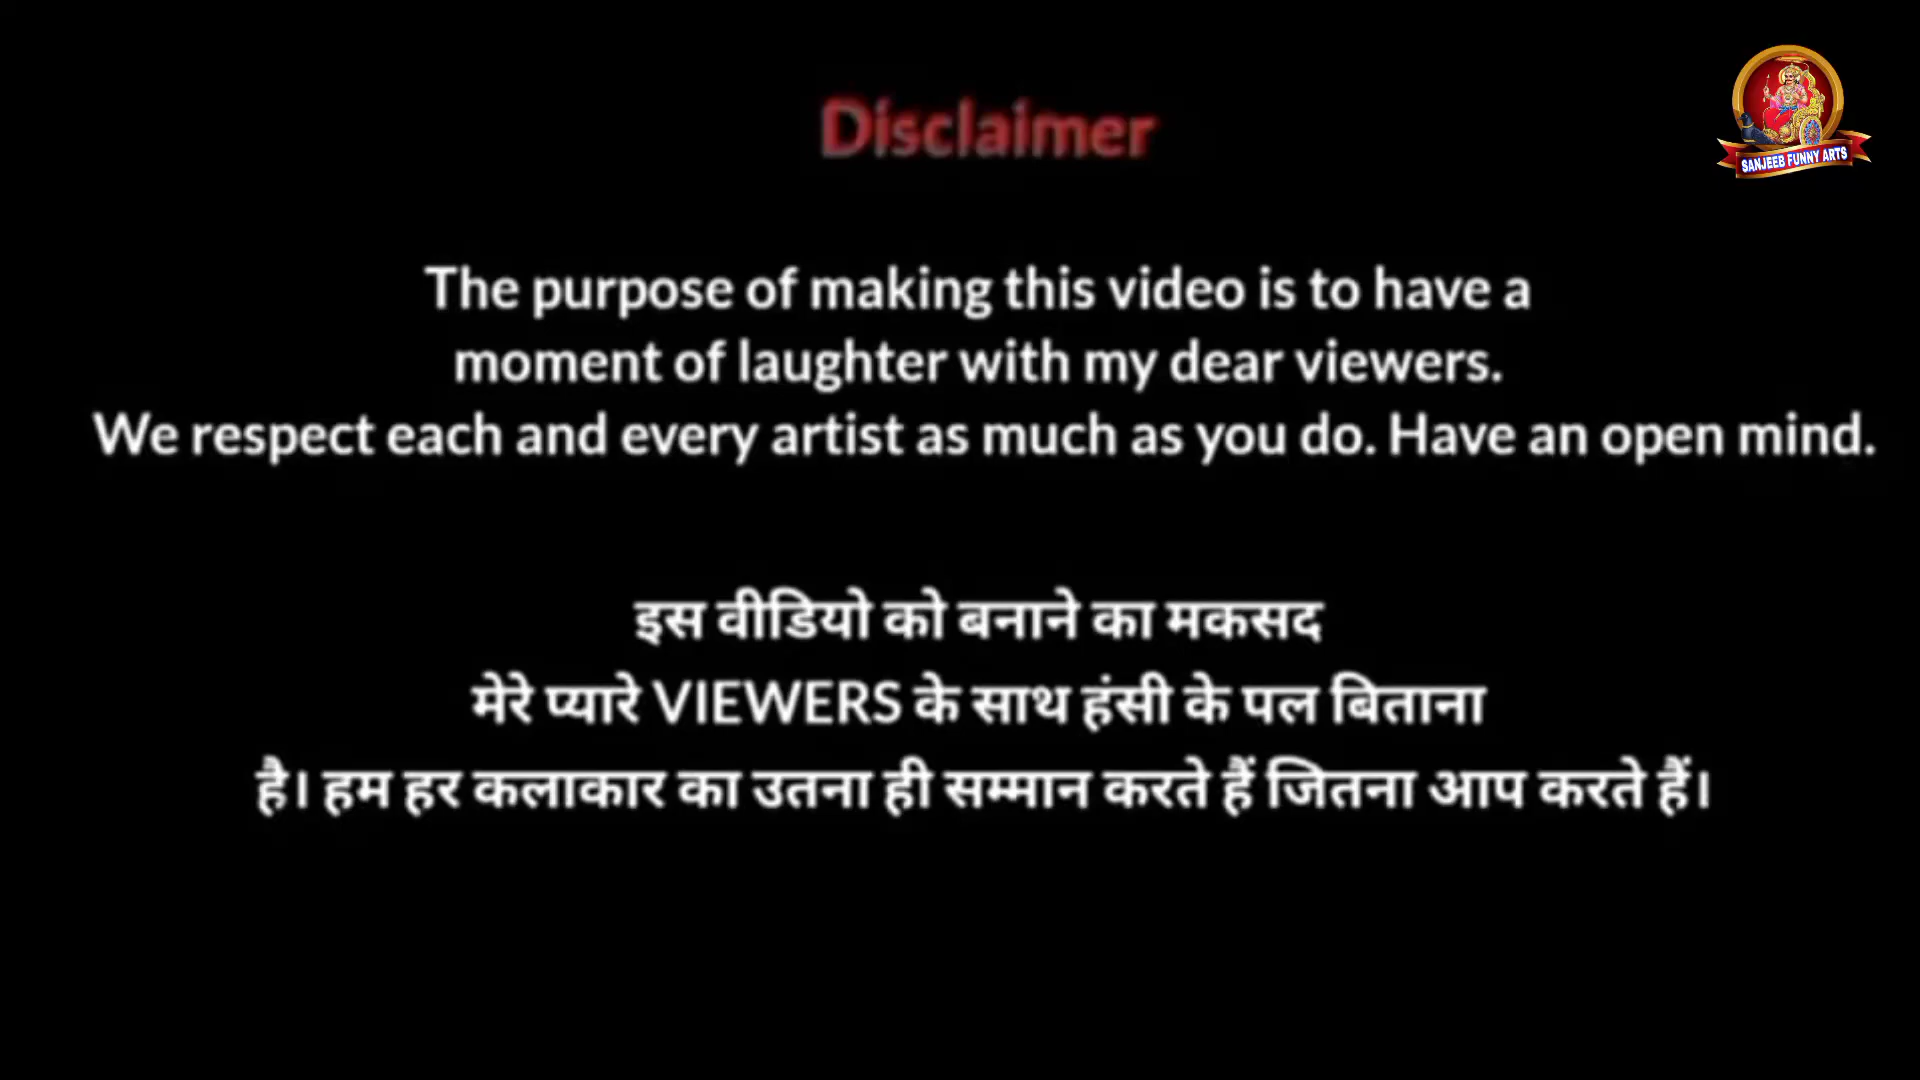 Disclaimer
SANJEEB FUNNY ARTS
The purpose of making this video is to have a
moment of laughter with my dear viewers.
We respect each and every artist as much as you do. Have an open mind.
इस वीडियो को बनाने का मकसद
मेरे प्यारे VIEWERS के साथ हंसी के पल बिताना
है। हम हर कलाकार का उतना ही सम्मान करते हैं जितना आप करते हैं।